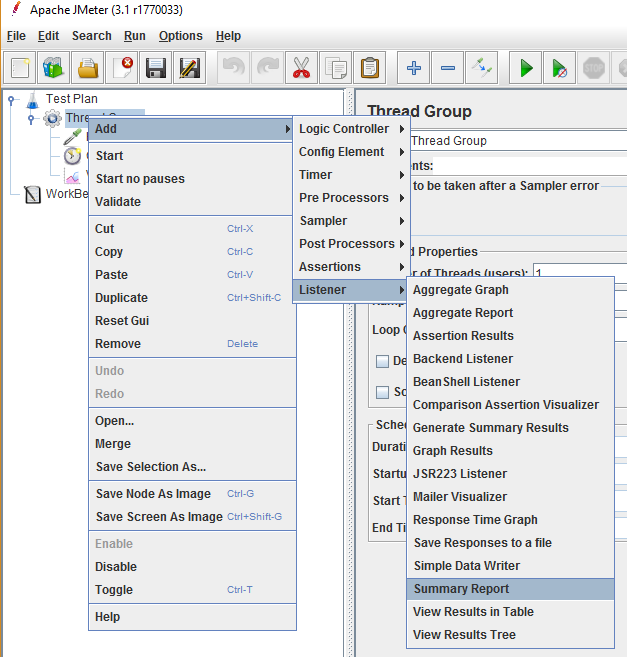 Apache JMeter (3.1 r1770033)
File Edit Search Run Options Help
Test Plan
WorkBe
Add
Start
Start no pauses
Validate
Cut Ctrl-X
Copy Ctrl-C
Paste Ctrl-V
Duplicate Ctrl+Shift-C
Reset Gui
Remove Delete
Undo
Redo
Open...
Merge
Save Selection As...
Save Node As Image Ctrl-G
Save Screen As Image Ctrl+Shift-G
Enable
Disable
Toggle Ctrl-T
Help
Logic Controller
Config Element
Timer
Pre Processors
Sampler
Post Processors
Assertions
Listener
Aggregate Graph
Aggregate Report
Assertion Results
Backend Listener
BeanShell Listener
Comparison Assertion Visualizer
Generate Summary Results
Graph Results
JSR223 Listener
Mailer Visualizer
Response Time Graph
Save Responses to a file
Simple Data Writer
Summary Report
View Results in Table
View Results Tree
Thread Group
Thread Group
ents:
to be taken after a Sampler error
d Properties
er of Threads (users): 1
Loop
De
Sc
Sche
Durati
Startu
Start T
End Ti